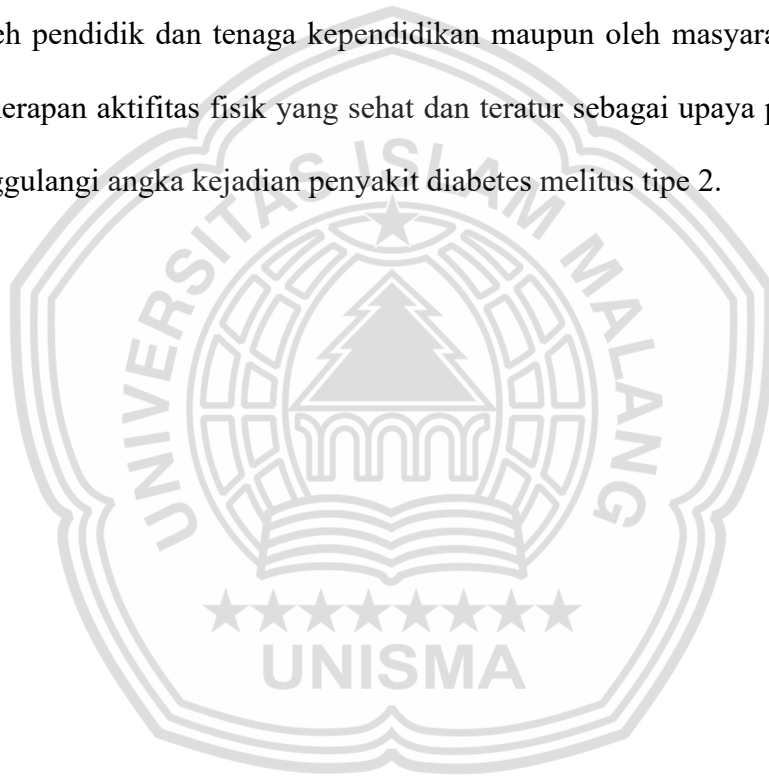 eh pendidik dan tenaga kependidikan maupun oleh masyara
erapan aktifitas fisik yang sehat dan teratur sebagai upaya p
ggulangi angka kejadian penyakit diabetes melitus tipe 2.
UNIVERSITAS ISLAM MALANG
UNISMA